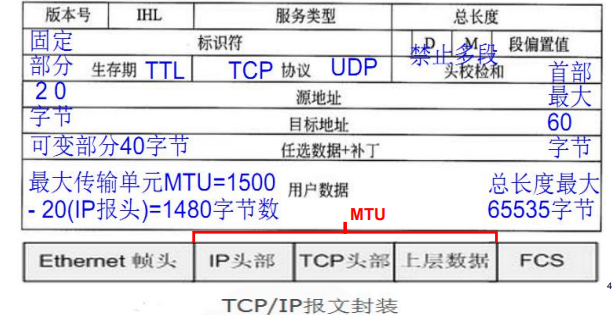 版本号 IHL 服务类型 总长度
固定 标识符 D M 段偏置值
禁止多段
部分 生存期 TTL TCP 协议 UDP 头校检和 首部
20 源地址 最大
字节 目标地址 60
可变部分40字节 任选数据+补丁 字节
最大传输单元MTU=1500 用户数据 总长度最大
- 20(IP报头)=1480字节数 MTU 65535字节
Ethernet 帧头 IP头部 TCP头部 上层数据 FCS
4
TCP/IP报文封装